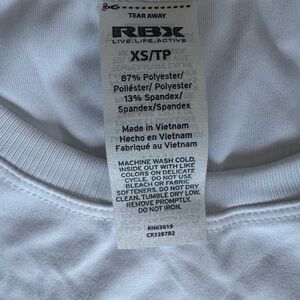 TEAR AWAY
RBX
LIVE.LIFE.ACTIVE
XS/TP
87% Polyester/
Poliéster/ Polyester
13% Spandex/
Spandex/Spandex
Made in Vietnam
Hecho en Vietnam
Fabriqué au Vietnam
MACHINE WASH COLD,
INSIDE OUT WITH LIKE
COLORS ON DELICATE
CYCLE. DO NOT USE
BLEACH OR FABRIC
SOFTENERS. DO NOT DRY
CLEAN. TUMBLE DRY LOW.
REMOVE PROMPTLY.
DO NOT IRON.
RN63619
CR3297R2